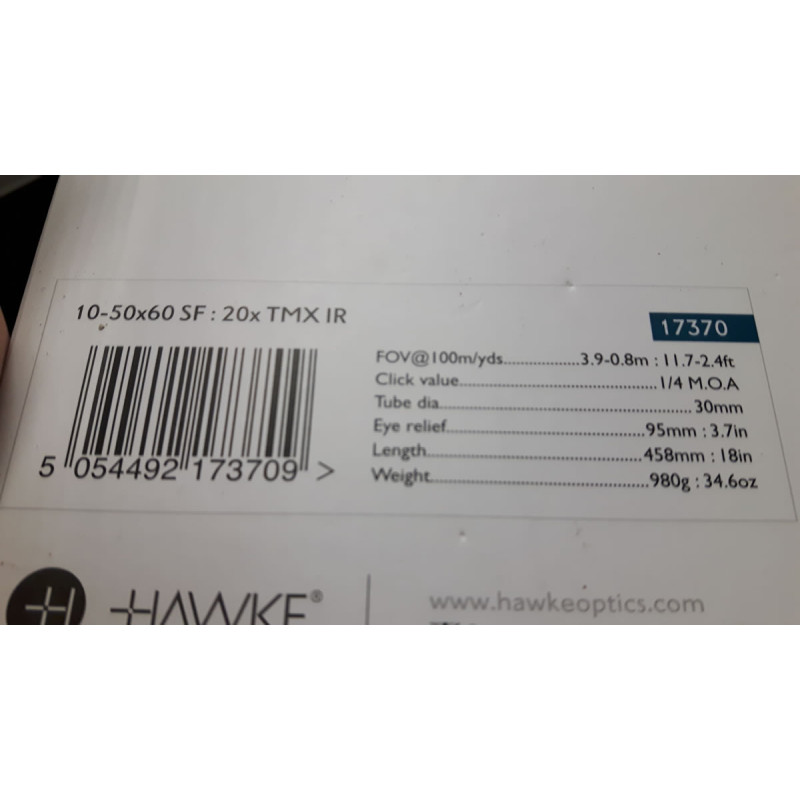 10-50x60 SF : 20x TMX IR
17370
FOV@100m/yds.................3.9-0.8m : 11.7-2.4ft
Click value.............................................1/4 M.O.A
Tube dia.......................................................30mm
Eye relief...........................................95mm : 3.7in
Length...........................................458mm : 18in
Weight...............................................980g : 34.6oz
5 054492 173709 >
HAWKE®
www.hawkeoptics.com